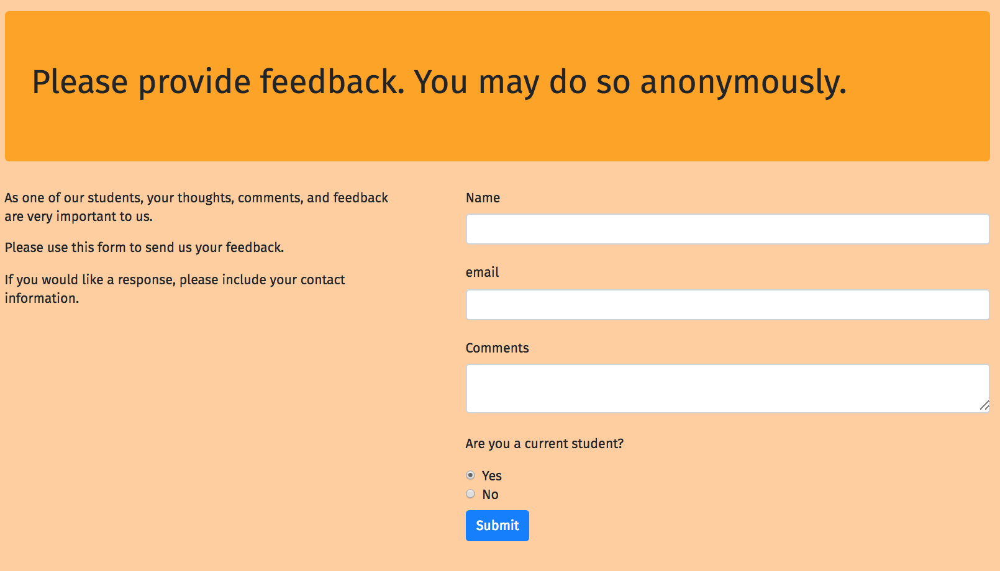 Please provide feedback. You may do so anonymously.
As one of our students, your thoughts, comments, and feedback
are very important to us.
Please use this form to send us your feedback.
If you would like a response, please include your contact
information.
Name
email
Comments
Are you a current student?
Yes
No
Submit